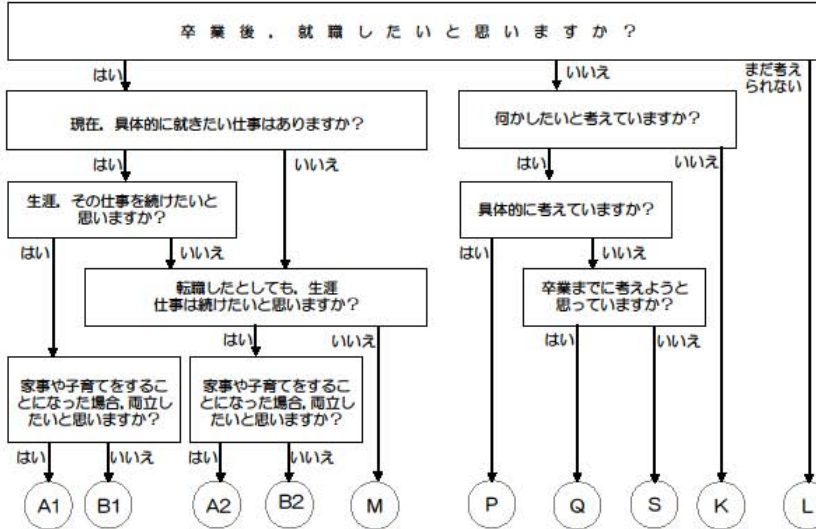 卒業後，就職したいと思いますか？
はい
いいえ
まだ考え
られない
現在，具体的に就きたい仕事はありますか？
何かしたいと考えていますか？
はい
いいえ
はい
いいえ
生涯，その仕事を続けたいと
思いますか？
具体的に考えていますか？
はい
いいえ
はい
いいえ
転職したとしても，生涯
仕事は続けたいと思いますか？
卒業までに考えようと
思っていますか？
はい
いいえ
はい
いいえ
家事や子育てをするこ
とになった場合，両立し
たいと思いますか？
家事や子育てをするこ
とになった場合，両立し
たいと思いますか？
はい
いいえ
はい
いいえ
A1
B1
A2
B2
M
P
Q
S
K
L